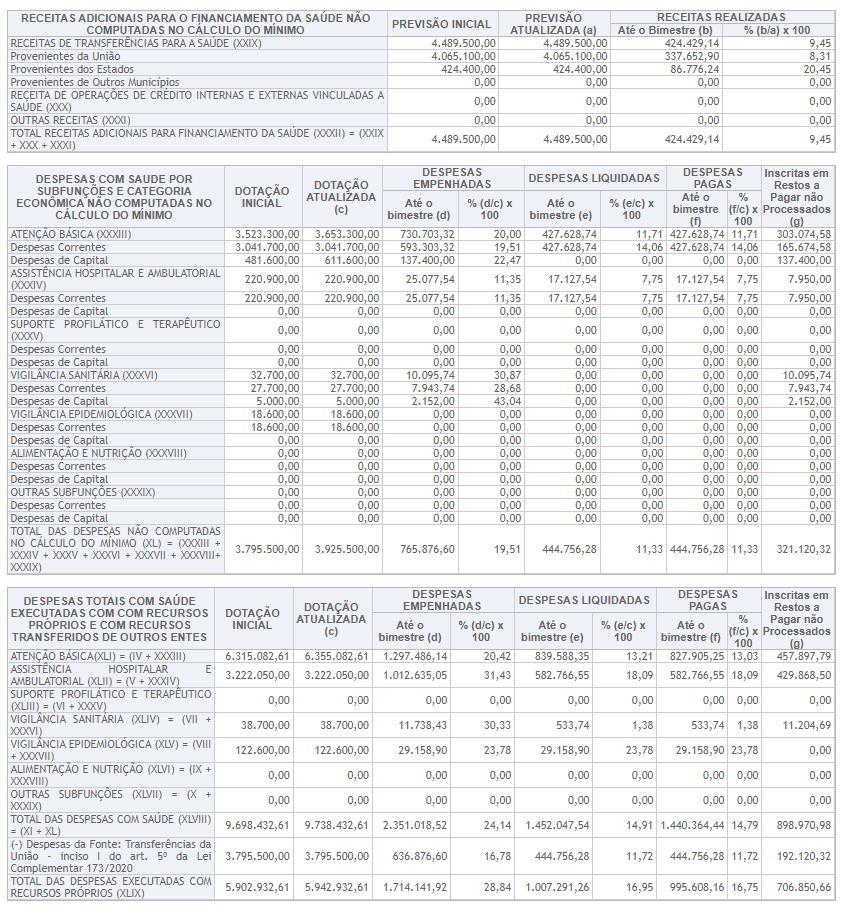 RECEITAS ADICIONAIS PARA O FINANCIAMENTO DA SAÚDE NÃO COMPUTADAS NO CÁLCULO DO MÍNIMO PREVISÃO INICIAL PREVISÃO ATUALIZADA (a) RECEITAS REALIZADAS
Até o Bimestre (b) % (b/a) x 100
RECEITAS DE TRANSFERÊNCIAS PARA A SAÚDE (XXIX) 4.489.500,00 4.489.500,00 424.429,14 9,45
Provenientes da União 4.065.100,00 4.065.100,00 337.652,90 8,31
Provenientes dos Estados 424.400,00 424.400,00 86.776,24 20,45
Provenientes de Outros Municípios 0,00 0,00 0,00 0,00
RECEITA DE OPERAÇÕES DE CRÉDITO INTERNAS E EXTERNAS VINCULADAS A SAÚDE (XXX) 0,00 0,00 0,00 0,00
OUTRAS RECEITAS (XXXI) 0,00 0,00 0,00 0,00
TOTAL RECEITAS ADICIONAIS PARA FINANCIAMENTO DA SAÚDE (XXXII) = (XXIX + XXX + XXXI) 4.489.500,00 4.489.500,00 424.429,14 9,45
DESPESAS COM SAUDE POR SUBFUNÇÕES E CATEGORIA ECONÔMICA NÃO COMPUTADAS NO CÁLCULO DO MÍNIMO DOTAÇÃO INICIAL DOTAÇÃO ATUALIZADA (c) DESPESAS EMPENHADAS DESPESAS LIQUIDADAS DESPESAS PAGAS Inscritas em Restos a Pagar não Processados (g)
Até o bimestre (d) % (d/c) x 100 Até o bimestre (e) % (e/c) x 100 Até o bimestre (f) % (f/c) x 100
ATENÇÃO BÁSICA (XXXIII) 3.523.300,00 3.653.300,00 730.703,32 20,00 427.628,74 11,71 427.628,74 11,71 303.074,58
Despesas Correntes 3.041.700,00 3.041.700,00 593.303,32 19,51 427.628,74 14,06 427.628,74 14,06 165.674,58
Despesas de Capital 481.600,00 611.600,00 137.400,00 22,47 0,00 0,00 0,00 0,00 137.400,00
ASSISTÊNCIA HOSPITALAR E AMBULATORIAL (XXXIV) 220.900,00 220.900,00 25.077,54 11,35 17.127,54 7,75 17.127,54 7,75 7.950,00
Despesas Correntes 220.900,00 220.900,00 25.077,54 11,35 17.127,54 7,75 17.127,54 7,75 7.950,00
Despesas de Capital 0,00 0,00 0,00 0,00 0,00 0,00 0,00 0,00 0,00
SUPORTE PROFILÁTICO E TERAPÊUTICO (XXXV) 0,00 0,00 0,00 0,00 0,00 0,00 0,00 0,00 0,00
Despesas Correntes 0,00 0,00 0,00 0,00 0,00 0,00 0,00 0,00 0,00
Despesas de Capital 0,00 0,00 0,00 0,00 0,00 0,00 0,00 0,00 0,00
VIGILÂNCIA SANITÁRIA (XXXVI) 32.700,00 32.700,00 10.095,74 30,87 0,00 0,00 0,00 0,00 10.095,74
Despesas Correntes 27.700,00 27.700,00 7.943,74 28,68 0,00 0,00 0,00 0,00 7.943,74
Despesas de Capital 5.000,00 5.000,00 2.152,00 43,04 0,00 0,00 0,00 0,00 2.152,00
VIGILÂNCIA EPIDEMIOLÓGICA (XXXVII) 18.600,00 18.600,00 0,00 0,00 0,00 0,00 0,00 0,00 0,00
Despesas Correntes 18.600,00 18.600,00 0,00 0,00 0,00 0,00 0,00 0,00 0,00
Despesas de Capital 0,00 0,00 0,00 0,00 0,00 0,00 0,00 0,00 0,00
ALIMENTAÇÃO E NUTRIÇÃO (XXXVIII) 0,00 0,00 0,00 0,00 0,00 0,00 0,00 0,00 0,00
Despesas Correntes 0,00 0,00 0,00 0,00 0,00 0,00 0,00 0,00 0,00
Despesas de Capital 0,00 0,00 0,00 0,00 0,00 0,00 0,00 0,00 0,00
OUTRAS SUBFUNÇÕES (XXXIX) 0,00 0,00 0,00 0,00 0,00 0,00 0,00 0,00 0,00
Despesas Correntes 0,00 0,00 0,00 0,00 0,00 0,00 0,00 0,00 0,00
Despesas de Capital 0,00 0,00 0,00 0,00 0,00 0,00 0,00 0,00 0,00
TOTAL DAS DESPESAS NÃO COMPUTADAS NO CÁLCULO DO MÍNIMO (XL) = (XXXIII + XXXIV + XXXV + XXXVI + XXXVII + XXXVIII+ XXXIX) 3.795.500,00 3.925.500,00 765.876,60 19,51 444.756,28 11,33 444.756,28 11,33 321.120,32
DESPESAS TOTAIS COM SAÚDE EXECUTADAS COM COM RECURSOS PRÓPRIOS E COM RECURSOS TRANSFERIDOS DE OUTROS ENTES DOTAÇÃO INICIAL DOTAÇÃO ATUALIZADA (c) DESPESAS EMPENHADAS DESPESAS LIQUIDADAS DESPESAS PAGAS Inscritas em Restos a Pagar não Processados (g)
Até o bimestre (d) % (d/c) x 100 Até o bimestre (e) % (e/c) x 100 Até o bimestre (f) % (f/c) x 100
ATENÇÃO BÁSICA(XLI) = (IV + XXXIII) 6.315.082,61 6.355.082,61 1.297.486,14 20,42 839.588,35 13,21 827.905,25 13,03 457.897,79
ASSISTÊNCIA HOSPITALAR E AMBULATORIAL (XLII) = (V + XXXIV) 3.222.050,00 3.222.050,00 1.012.635,05 31,43 582.766,55 18,09 582.766,55 18,09 429.868,50
SUPORTE PROFILÁTICO E TERAPÊUTICO (XLIII) = (VI + XXXV) 0,00 0,00 0,00 0,00 0,00 0,00 0,00 0,00 0,00
VIGILÂNCIA SANITÁRIA (XLIV) = (VII + XXXVI) 38.700,00 38.700,00 11.738,43 30,33 533,74 1,38 533,74 1,38 11.204,69
VIGILÂNCIA EPIDEMIOLÓGICA (XLV) = (VIII + XXXVII) 122.600,00 122.600,00 29.158,90 23,78 29.158,90 23,78 29.158,90 23,78 0,00
ALIMENTAÇÃO E NUTRIÇÃO (XLVI) = (IX + XXXVIII) 0,00 0,00 0,00 0,00 0,00 0,00 0,00 0,00 0,00
OUTRAS SUBFUNÇÕES (XLVII) = (X + XXXIX) 0,00 0,00 0,00 0,00 0,00 0,00 0,00 0,00 0,00
TOTAL DAS DESPESAS COM SAÚDE (XLVIII) = (XI + XL) 9.698.432,61 9.738.432,61 2.351.018,52 24,14 1.452.047,54 14,91 1.440.364,44 14,79 898.970,98
(-) Despesas da Fonte: Transferências da União - inciso I do art. 5º da Lei Complementar 173/2020 3.795.500,00 3.795.500,00 636.876,60 16,78 444.756,28 11,72 444.756,28 11,72 192.120,32
TOTAL DAS DESPESAS EXECUTADAS COM RECURSOS PRÓPRIOS (XLIX) 5.902.932,61 5.942.932,61 1.714.141,92 28,84 1.007.291,26 16,95 995.608,16 16,75 706.850,66